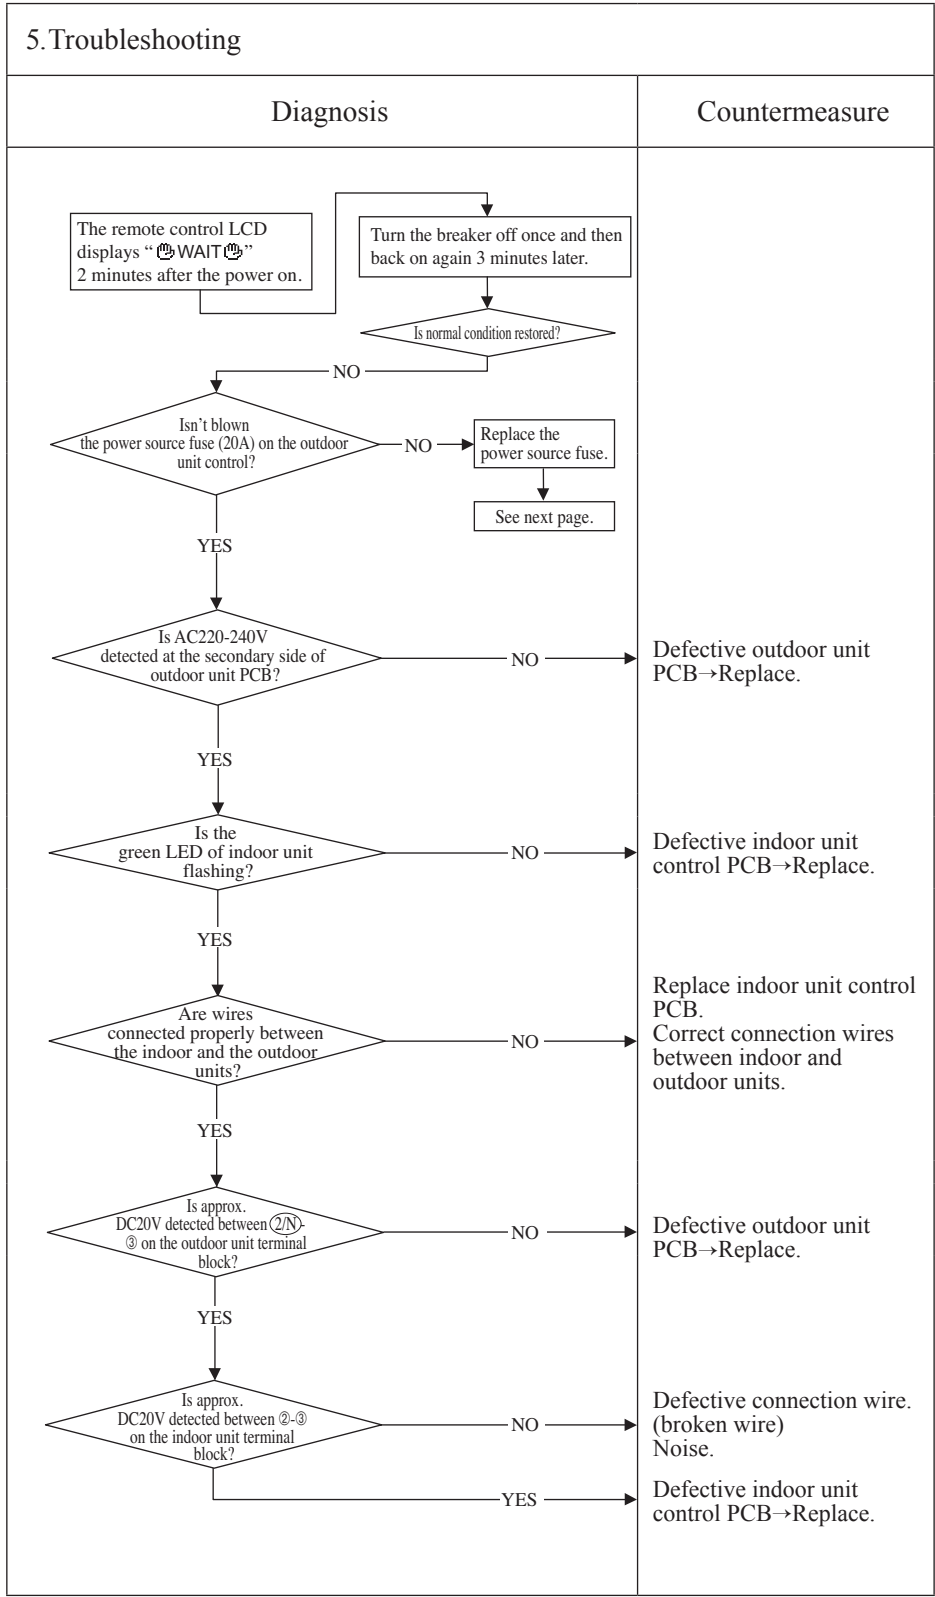 5.Troubleshooting
Diagnosis
Countermeasure
The remote control LCD
displays “ WAIT ”
2 minutes after the power on.
Turn the breaker off once and then
back on again 3 minutes later.
Is normal condition restored?
NO
Isn’t blown
the power source fuse (20A) on the outdoor
unit control?
NO
Replace the
power source fuse.
See next page.
YES
Is AC220-240V
detected at the secondary side of
outdoor unit PCB?
NO
Defective outdoor unit
PCB→Replace.
YES
Is the
green LED of indoor unit
flashing?
NO
Defective indoor unit
control PCB→Replace.
YES
Are wires
connected properly between
the indoor and the outdoor
units?
NO
Replace indoor unit control
PCB.
Correct connection wires
between indoor and
outdoor units.
YES
Is approx.
DC20V detected between 2/N-
③ on the outdoor unit terminal
block?
NO
Defective outdoor unit
PCB→Replace.
YES
Is approx.
DC20V detected between ②-③
on the indoor unit terminal
block?
NO
Defective connection wire.
(broken wire)
Noise.
YES
Defective indoor unit
control PCB→Replace.